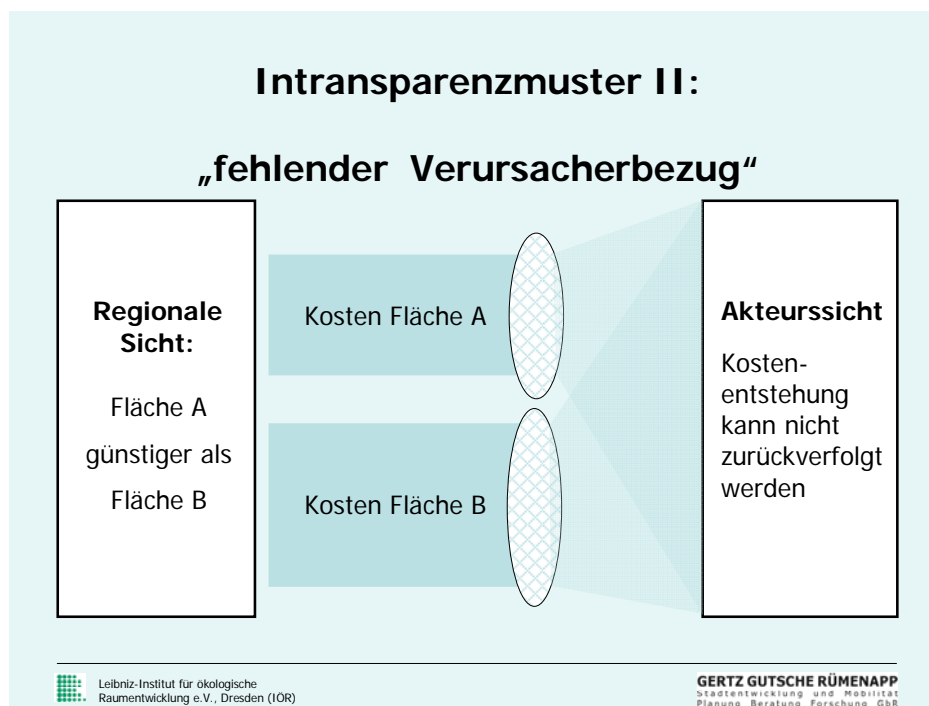 Intransparenzmuster II:
„fehlender Verursacherbezug“
Regionale
Sicht:
Fläche A
günstiger als
Fläche B
Kosten Fläche A
Kosten Fläche B
Akteurssicht
Kosten-
entstehung
kann nicht
zurückverfolgt
werden
Leibniz-Institut für ökologische
Raumentwicklung e.V., Dresden (IÖR)
GERTZ GUTSCHE RÜMENAPP
Stadtentwicklung und Mobilität
Planung Beratung Forschung GbR